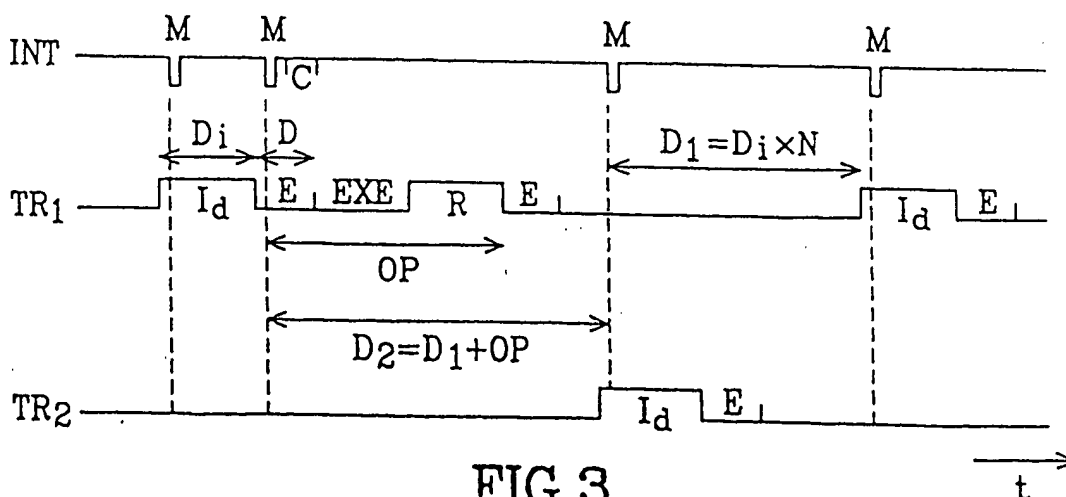 M M M M
INT
C
Di D D1=Di×N
TR1 Id E EXE R E Id E
OP
D2=D1+OP
TR2 Id E
t
FIG.3